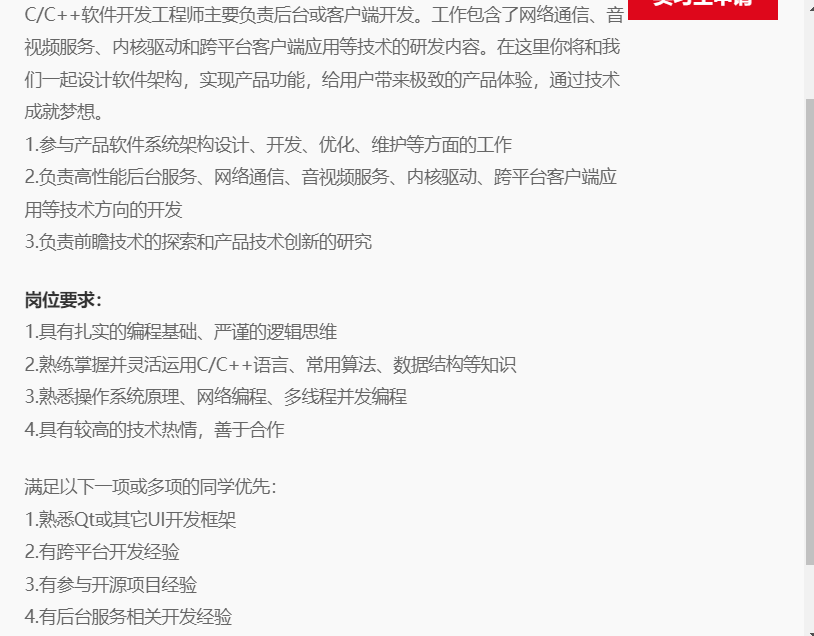 C/C++软件开发工程师主要负责后台或客户端开发。工作包含了网络通信、音
视频服务、内核驱动和跨平台客户端应用等技术的研发内容。在这里你将和我
们一起设计软件架构，实现产品功能，给用户带来极致的产品体验，通过技术
成就梦想。
1.参与产品软件系统架构设计、开发、优化、维护等方面的工作
2.负责高性能后台服务、网络通信、音视频服务、内核驱动、跨平台客户端应
用等技术方向的开发
3.负责前瞻技术的探索和产品技术创新的研究
岗位要求：
1.具有扎实的编程基础、严谨的逻辑思维
2.熟练掌握并灵活运用C/C++语言、常用算法、数据结构等知识
3.熟悉操作系统原理、网络编程、多线程并发编程
4.具有较高的技术热情，善于合作
满足以下一项或多项的同学优先：
1.熟悉Qt或其它UI开发框架
2.有跨平台开发经验
3.有参与开源项目经验
4.有后台服务相关开发经验